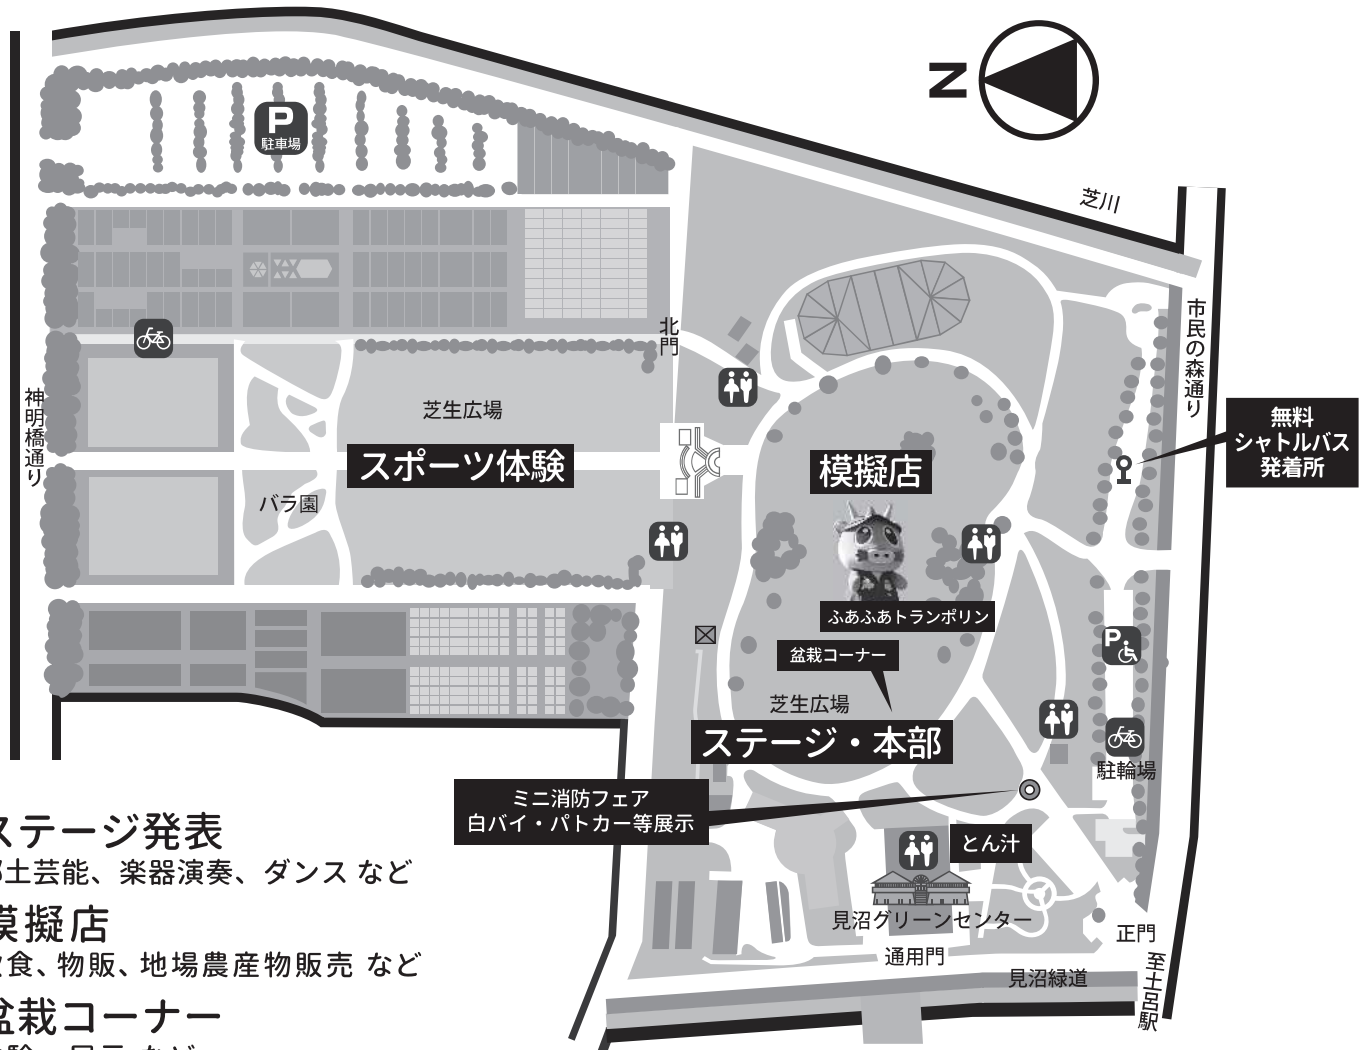 N
P
駐車場
芝川
市民の森通り
北門
神明橋通り
芝生広場
スポーツ体験
バラ園
無料
シャトルバス
発着所
模擬店
ふあふあトランポリン
盆栽コーナー
芝生広場
ステージ・本部
P
駐輪場
ミニ消防フェア
白バイ・パトカー等展示
とん汁
見沼グリーンセンター
通用門
正門
見沼緑道
至土呂駅
ステージ発表
土芸能、楽器演奏、ダンス など
模擬店
食、物販、地場農産物販売 など
盆栽コーナー